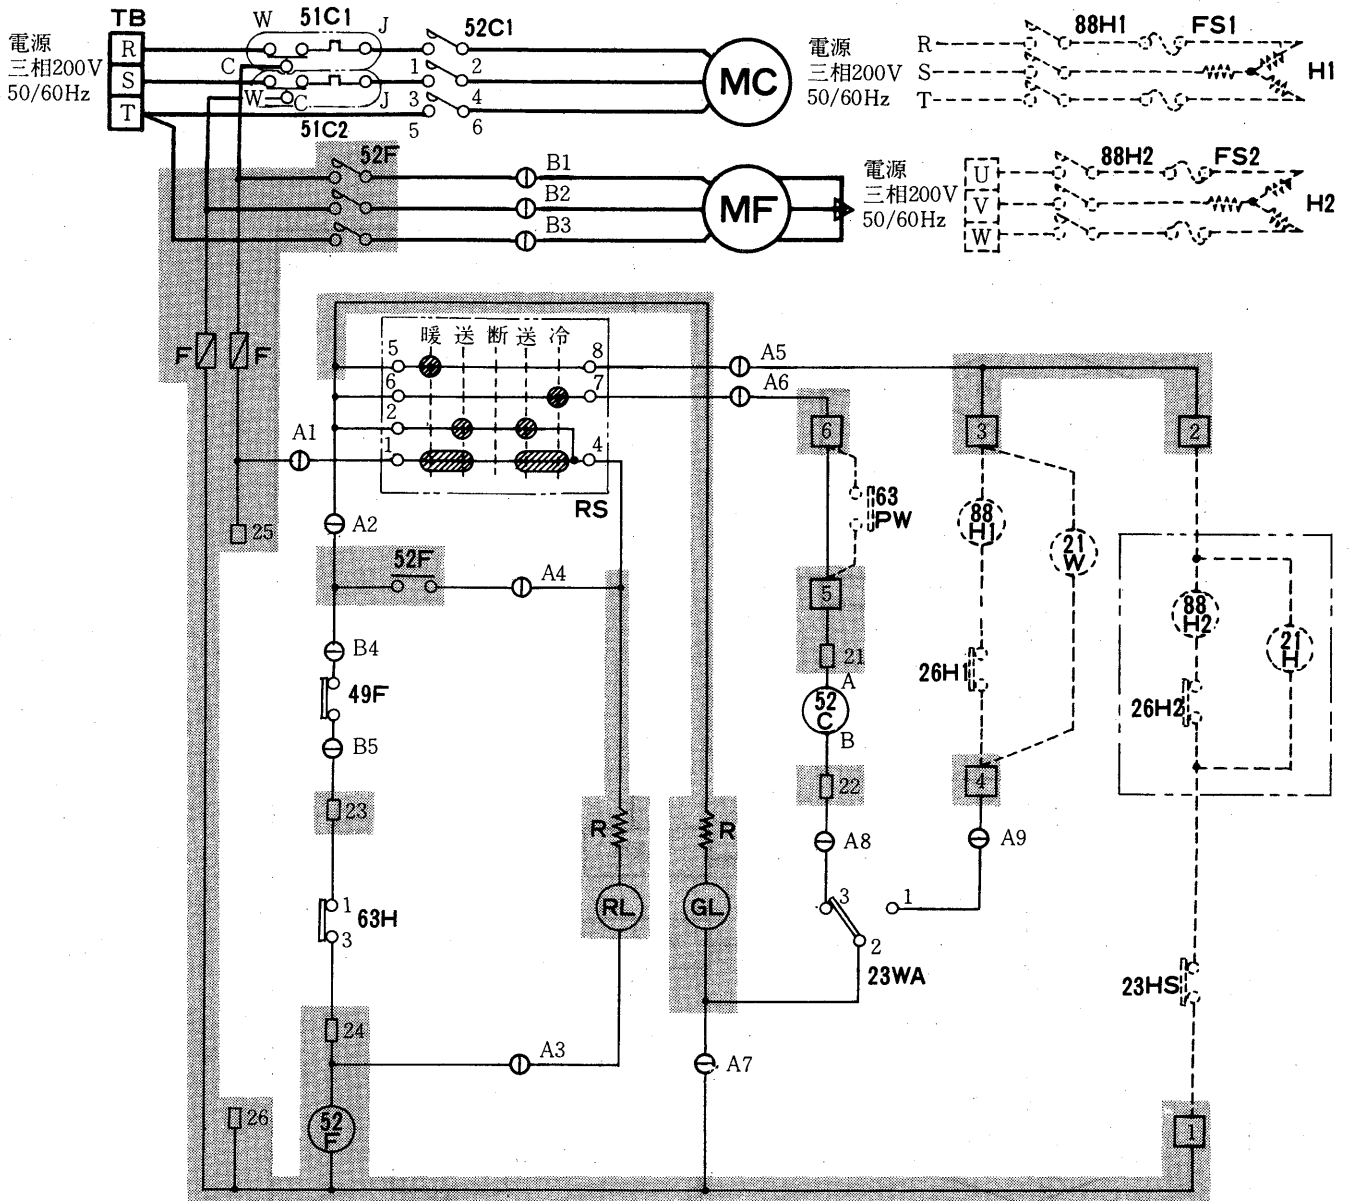 TB
W 51C1 J 52C1
電源
三相200V
50/60Hz
R
S
T
C
W C J
1 2
3 4
5 6
51C2
MC
電源
三相200V
50/60Hz
R
S
T
88H1 FS1
H1
52F
B1
B2
B3
MF
電源
三相200V
50/60Hz
U
V
W
88H2 FS2
H2
F F
暖 送 断 送 冷
5 8 A5
6 7 A6
2
A1 1 4
RS
6 3 2
25
A2
63
PW
88
H1
21
W
52F
A4
5
88
H2
21
H
B4
49F
21
A
52
C
B
26H1
26H2
B5
23
22
4
R R
A8 A9
1
63H
3
RL GL
3 1
2
23WA
23HS
24
A3
A7
26
52
F
1